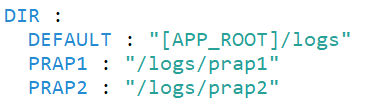 DIR :
  DEFAULT : "[APP_ROOT]/logs"
  PRAP1 : "/logs/prap1"
  PRAP2 : "/logs/prap2"